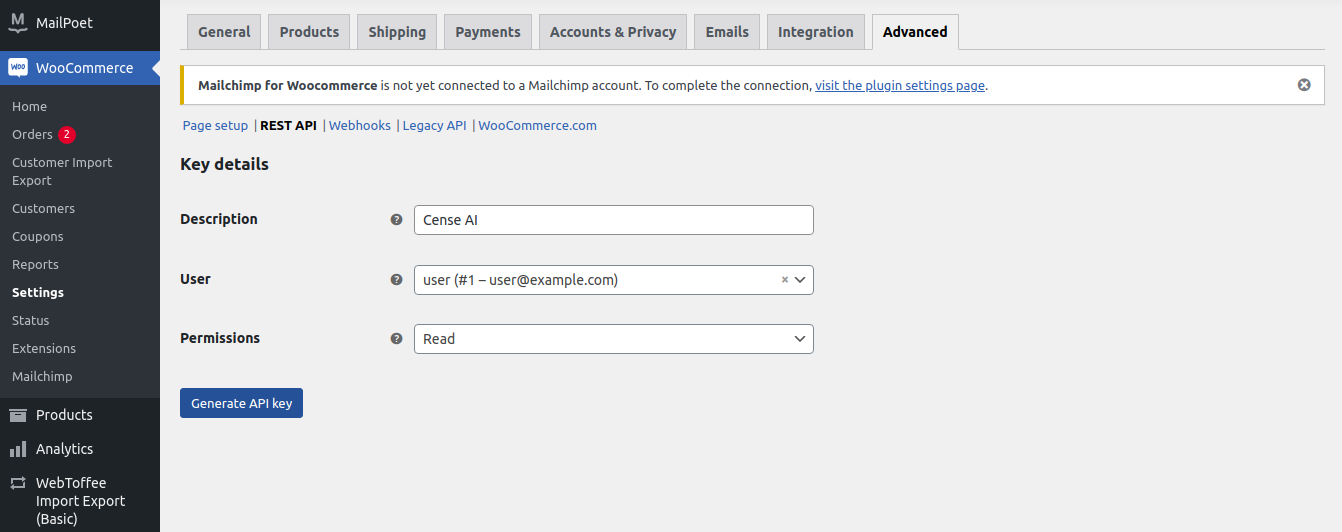 MailPoet
WooCommerce
Home
Orders 2
Customer Import
Export
Customers
Coupons
Reports
Settings
Status
Extensions
Mailchimp
Products
Analytics
WebToffee
Import Export
(Basic)
General Products Shipping Payments Accounts & Privacy Emails Integration Advanced
Mailchimp for Woocommerce is not yet connected to a Mailchimp account. To complete the connection, visit the plugin settings page.
Page setup | REST API | Webhooks | Legacy API | WooCommerce.com
Key details
Description ? Cense AI
User ? user (#1 – user@example.com) ×
Permissions ? Read
Generate API key